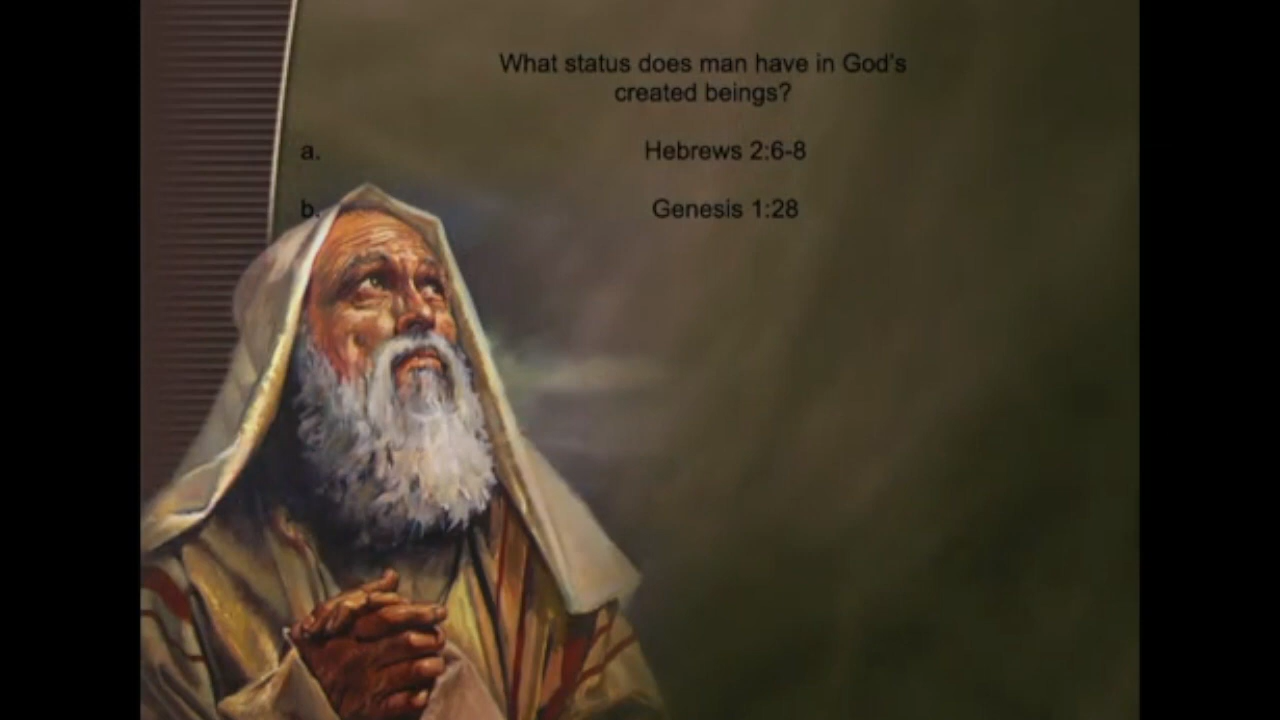 What status does man have in God's
created beings?
a. Hebrews 2:6-8
b. Genesis 1:28